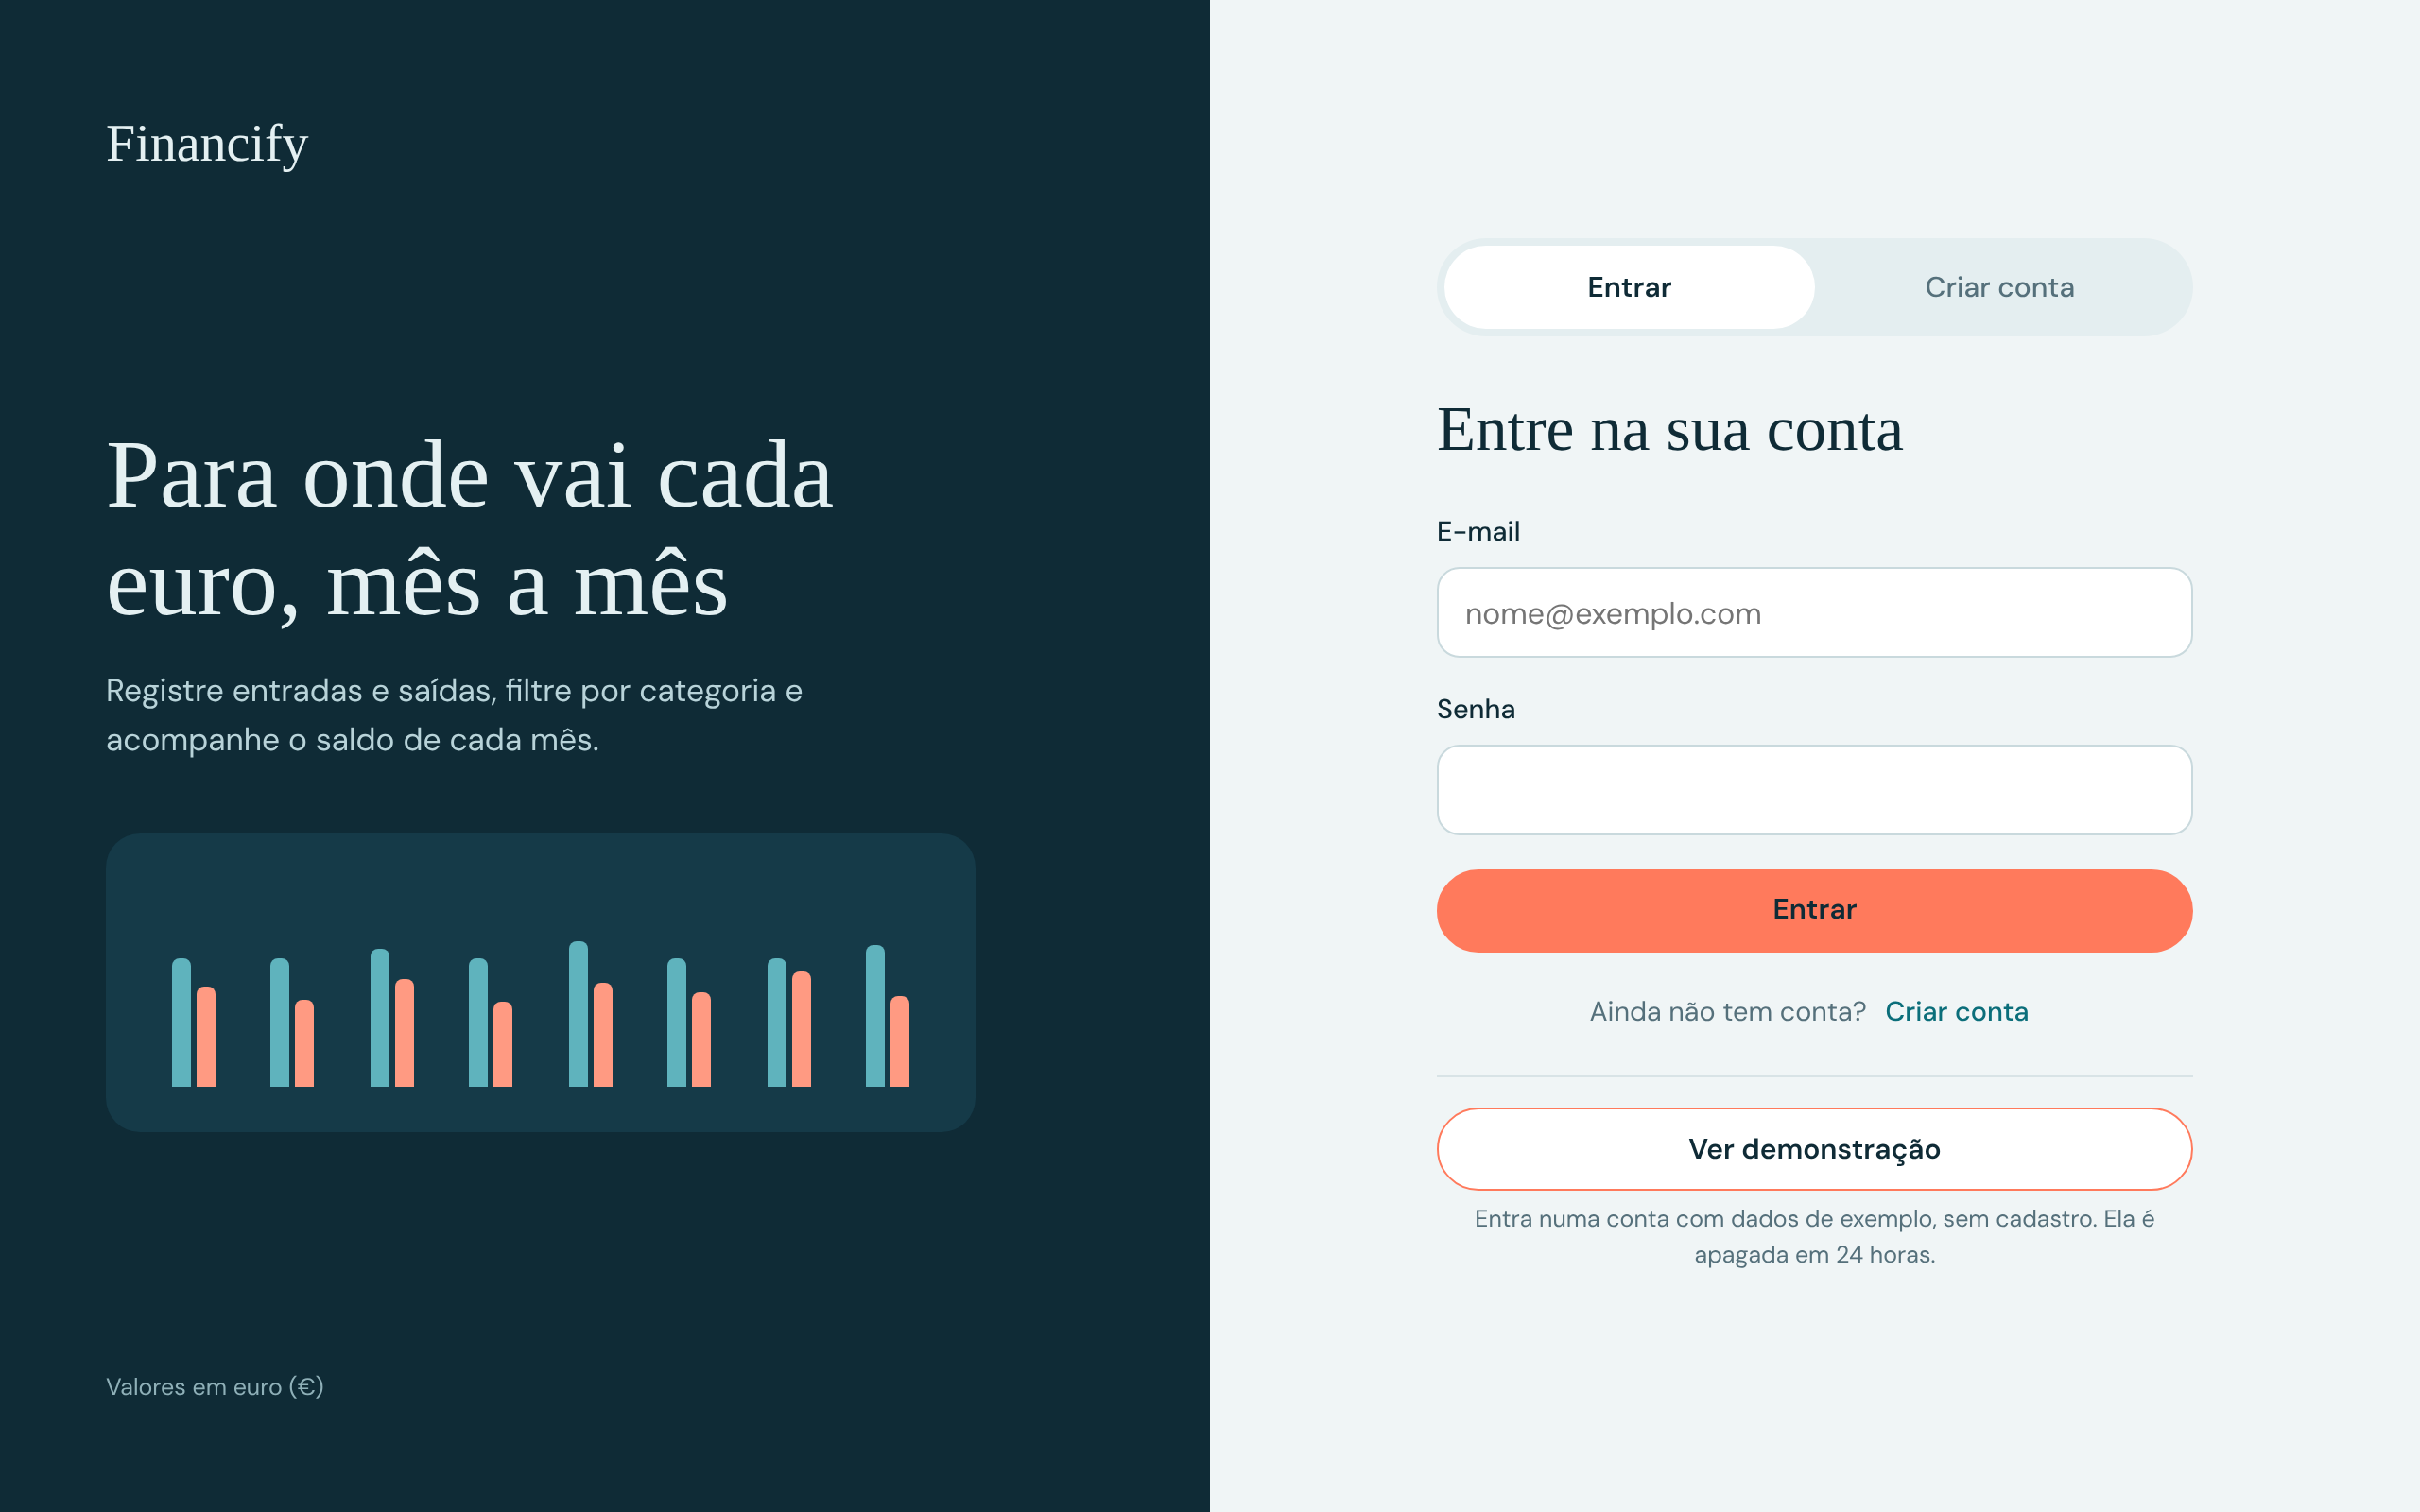 Financify
Para onde vai cada
euro, mês a mês
Registre entradas e saídas, filtre por categoria e
acompanhe o saldo de cada mês.
Valores em euro (€)
Entrar
Criar conta
Entre na sua conta
E-mail
nome@exemplo.com
Senha
Entrar
Ainda não tem conta? Criar conta
Ver demonstração
Entra numa conta com dados de exemplo, sem cadastro. Ela é
apagada em 24 horas.